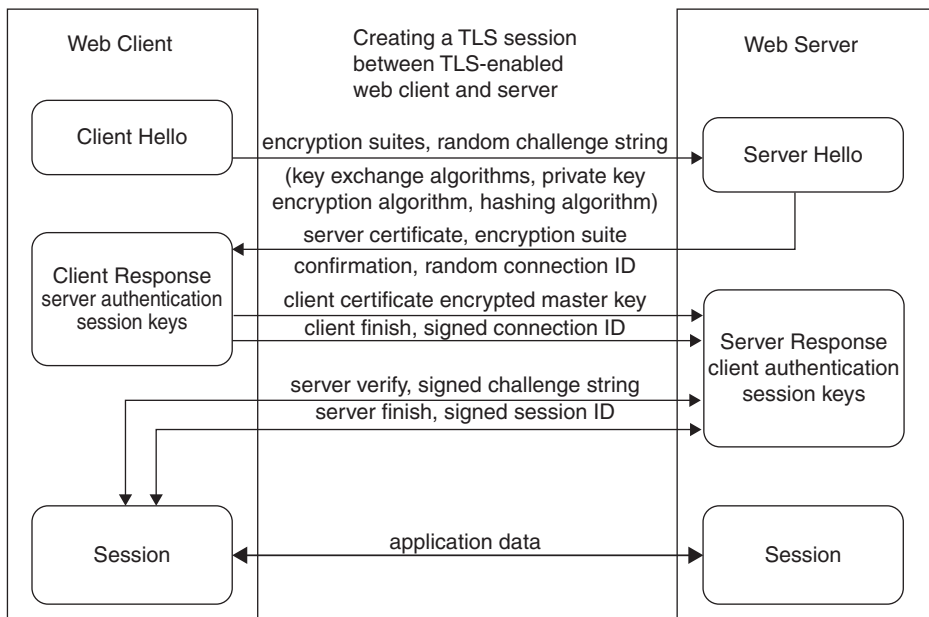 Web Client
Creating a TLS session
between TLS-enabled
web client and server
Web Server
Client Hello
encryption suites, random challenge string
Server Hello
(key exchange algorithms, private key
encryption algorithm, hashing algorithm)
server certificate, encryption suite
confirmation, random connection ID
Client Response
server authentication
session keys
client certificate encrypted master key
client finish, signed connection ID
Server Response
client authentication
session keys
server verify, signed challenge string
server finish, signed session ID
Session
application data
Session